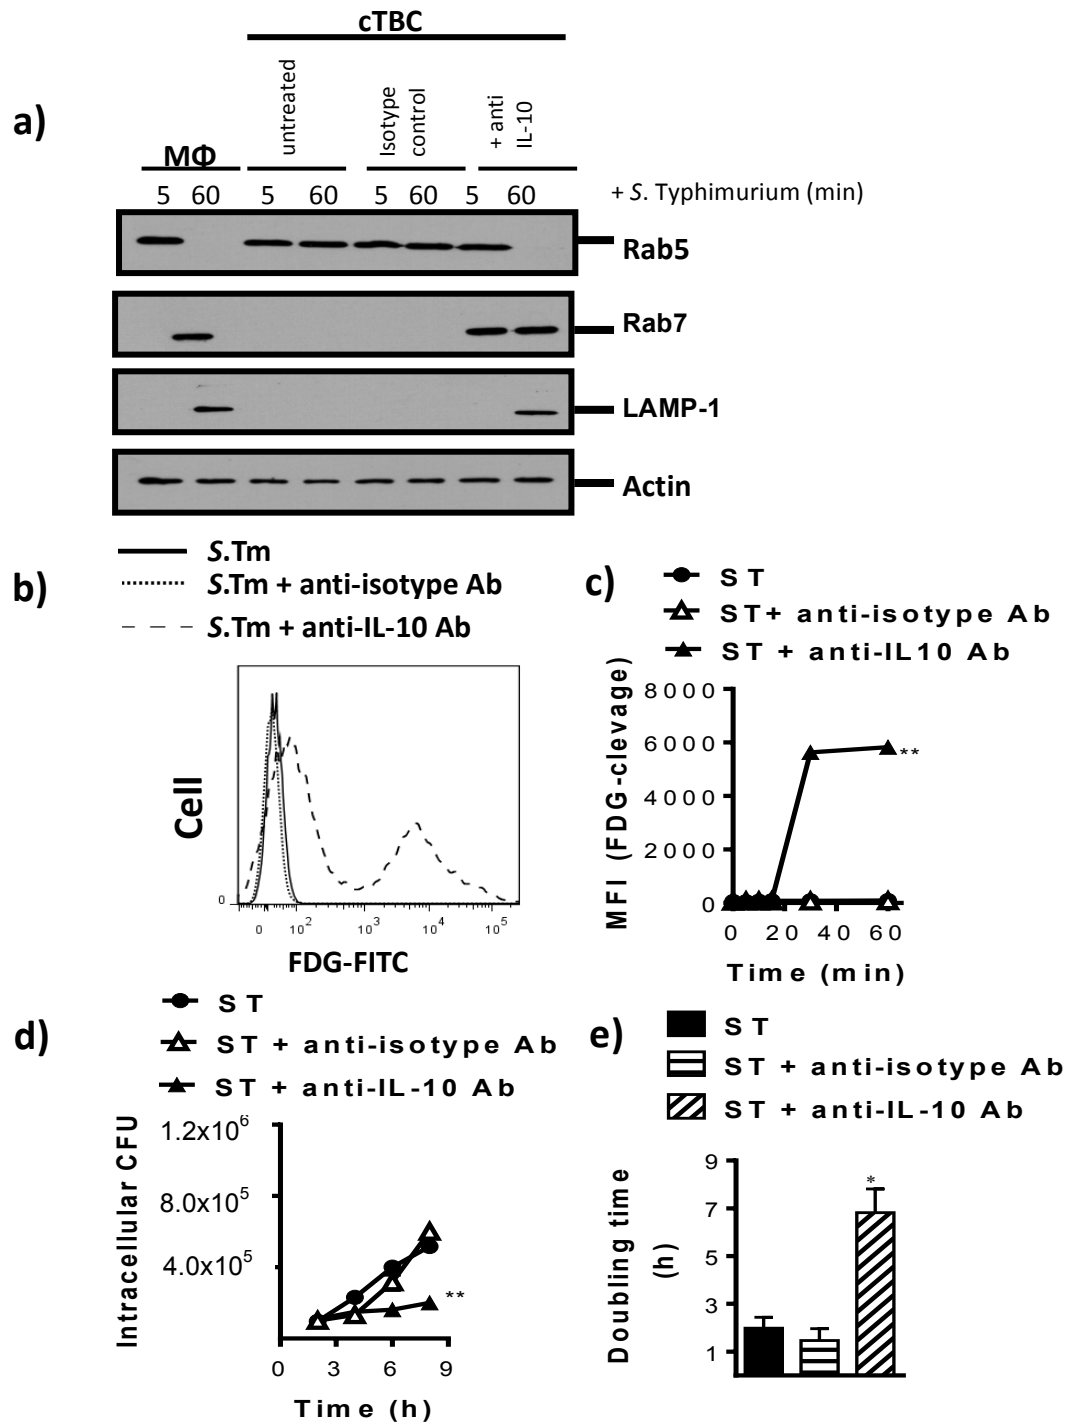 cTBC
a)
untreated
Isotype control
+ anti IL-10
MΦ
5 60 5 60 5 60 5 60 + S. Typhimurium (min)
Rab5
Rab7
LAMP-1
Actin
b)
S.Tm
S.Tm + anti-isotype Ab
S.Tm + anti-IL-10 Ab
Cell
0
0 10² 10³ 10⁴ 10⁵
FDG-FITC
c)
ST
ST+ anti-isotype Ab
ST + anti-IL10 Ab
MFI (FDG-clevage)
8000
6000
4000
2000
0
**
0 20 40 60
Time (min)
d)
ST
ST + anti-isotype Ab
ST + anti-IL-10 Ab
Intracellular CFU
1.2x10⁶
8.0x10⁵
4.0x10⁵
**
0 3 6 9
Time (h)
e)
ST
ST + anti-isotype Ab
ST + anti-IL-10 Ab
Doubling time
(h)
9
7
5
3
1
*